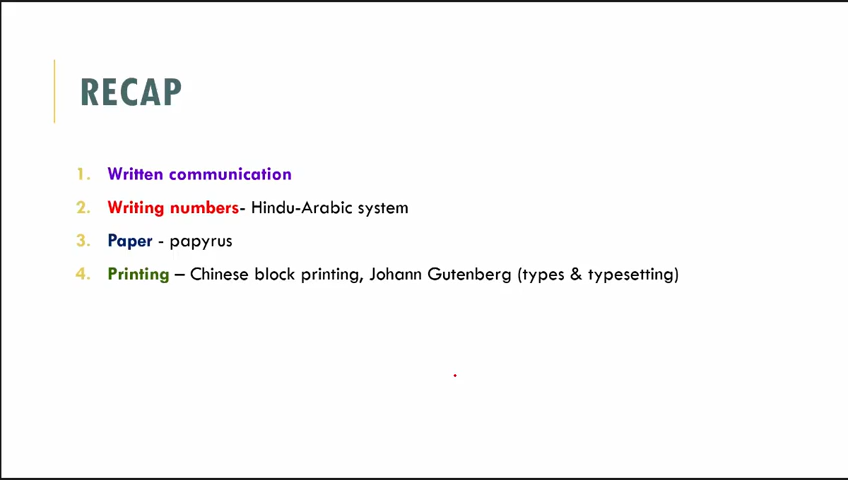 RECAP
1. Written communication
2. Writing numbers- Hindu-Arabic system
3. Paper - papyrus
4. Printing – Chinese block printing, Johann Gutenberg (types & typesetting)